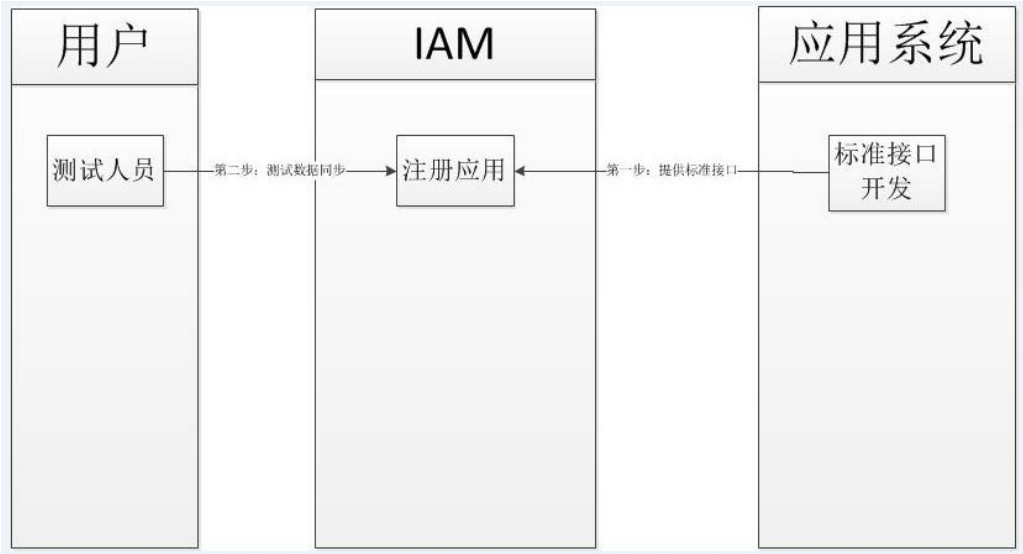 用户
IAM
应用系统
测试人员
第二步：测试数据同步
注册应用
第一步：提供标准接口
标准接口
开发